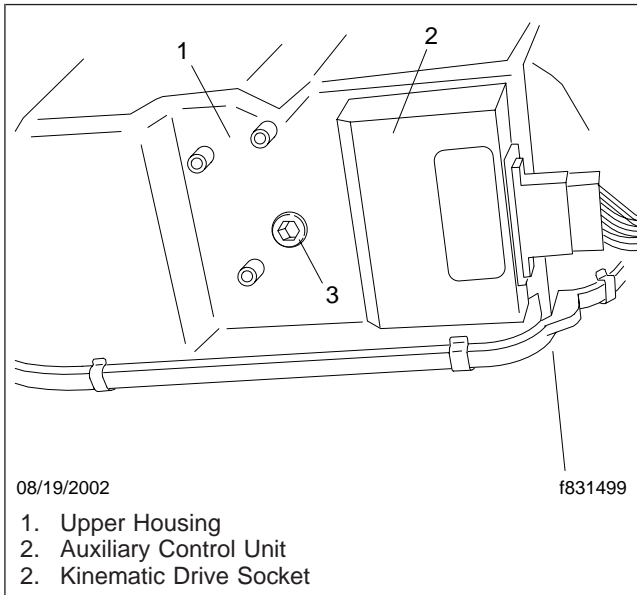 1
2
3
08/19/2002
f831499
1. Upper Housing
2. Auxiliary Control Unit
2. Kinematic Drive Socket